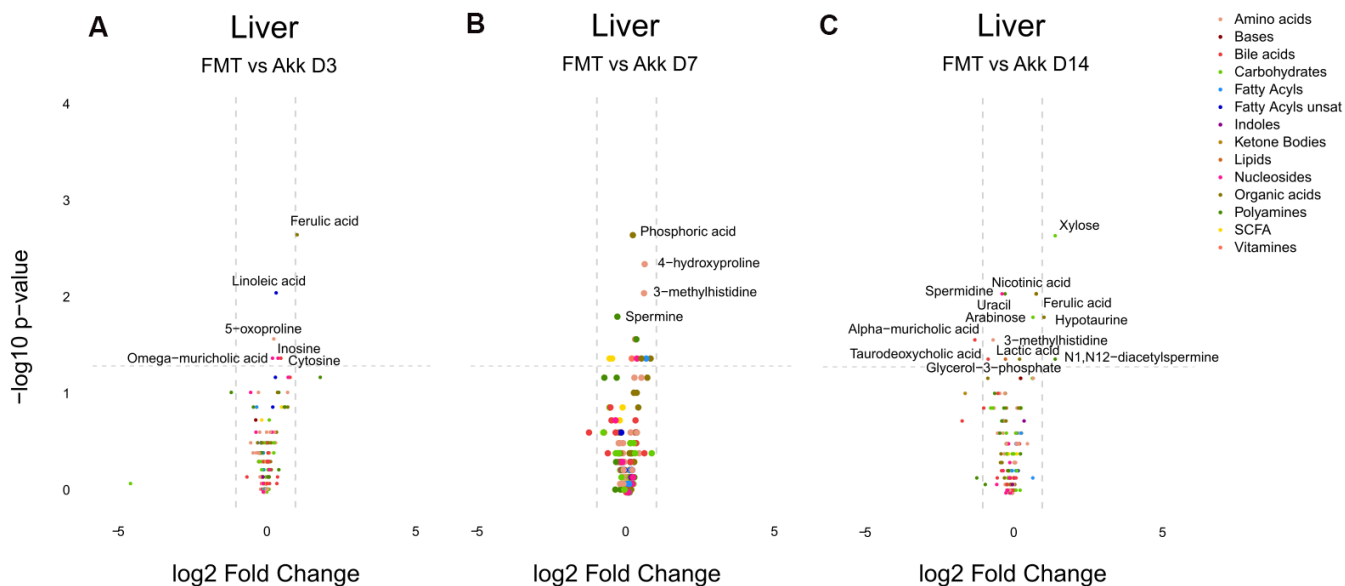 A
Liver
FMT vs Akk D3
B
Liver
FMT vs Akk D7
C
Liver
FMT vs Akk D14
Amino acids
Bases
Bile acids
Carbohydrates
Fatty Acyls
Fatty Acyls unsat
Indoles
Ketone Bodies
Lipids
Nucleosides
Organic acids
Polyamines
SCFA
Vitamines
−log10 p−value
4
3
2
1
0
Ferulic acid
Linoleic acid
5−oxoproline
Inosine
Omega−muricholic acid
Cytosine
−5
0
5
log2 Fold Change
Phosphoric acid
4−hydroxyproline
3−methylhistidine
Spermine
−5
0
5
log2 Fold Change
Xylose
Nicotinic acid
Spermidine
Uracil
Ferulic acid
Arabinose
Hypotaurine
Alpha−muricholic acid
3−methylhistidine
Taurodeoxycholic acid
Lactic acid
N1,N12−diacetylspermine
Glycerol−3−phosphate
−5
0
5
log2 Fold Change